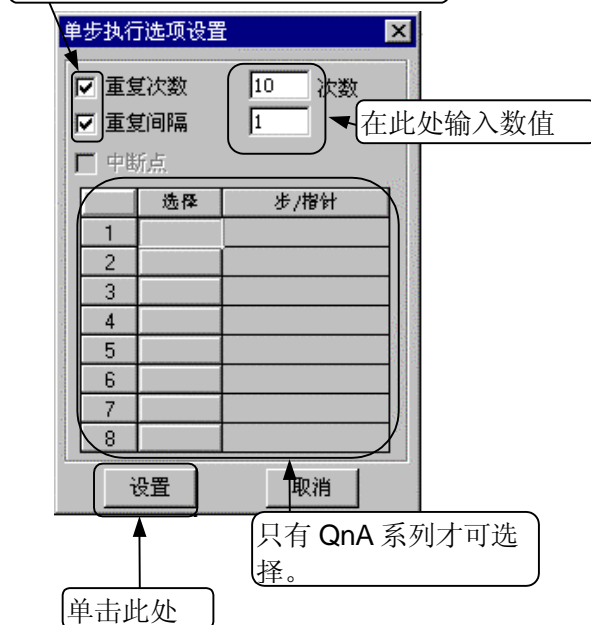 单步执行选项设置
重复次数 10 次数
重复间隔 1
在此处输入数值
中断点
选择 步/指针
1
2
3
4
5
6
7
8
设置 取消
只有 QnA 系列才可选
择。
单击此处